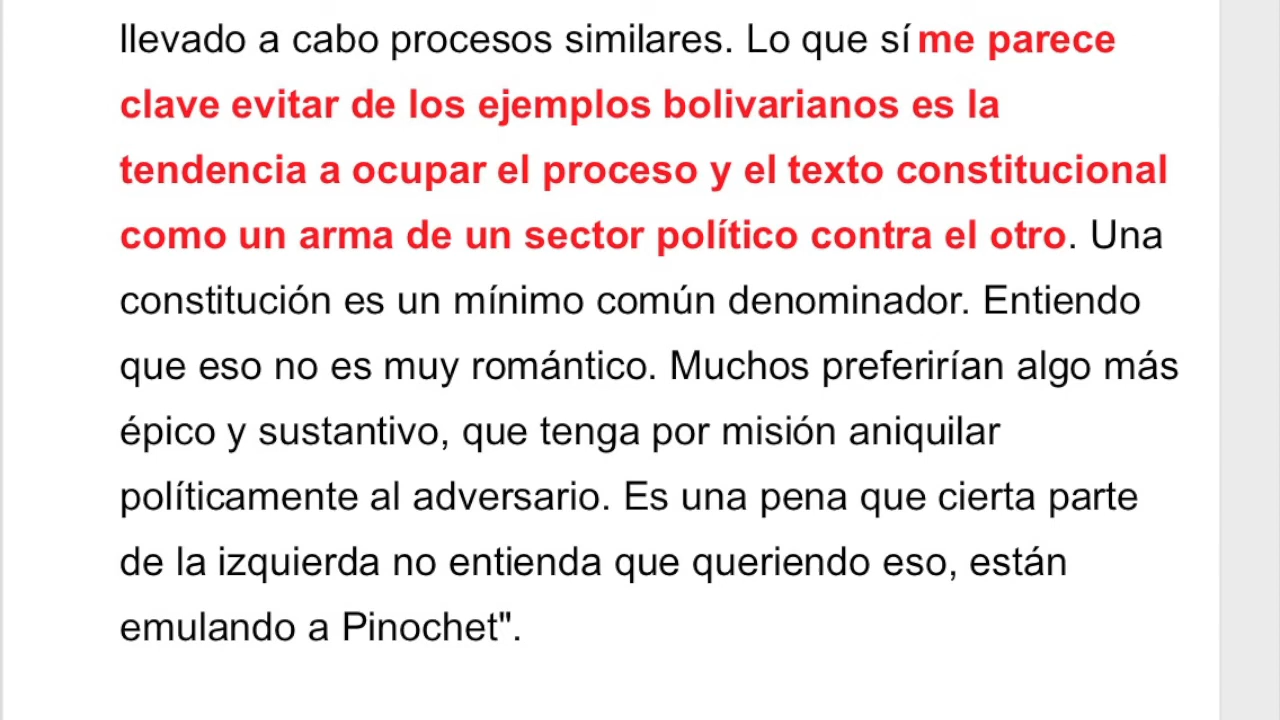 llevado a cabo procesos similares. Lo que sí me parece
clave evitar de los ejemplos bolivarianos es la
tendencia a ocupar el proceso y el texto constitucional
como un arma de un sector político contra el otro. Una
constitución es un mínimo común denominador. Entiendo
que eso no es muy romántico. Muchos preferirían algo más
épico y sustantivo, que tenga por misión aniquilar
políticamente al adversario. Es una pena que cierta parte
de la izquierda no entienda que queriendo eso, están
emulando a Pinochet".